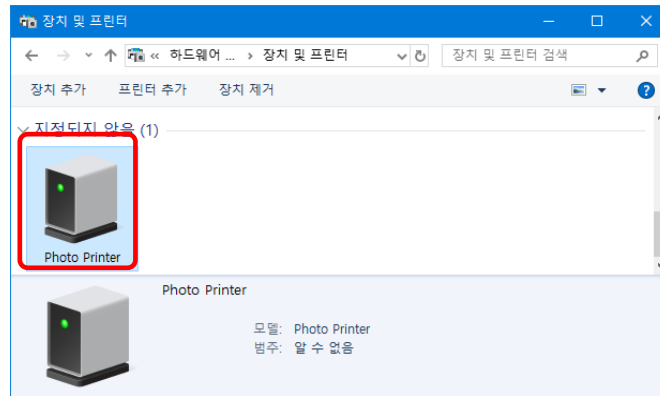 장치 및 프린터
« 하드웨어 ... › 장치 및 프린터
장치 및 프린터 검색
장치 추가 프린터 추가 장치 제거
지정되지 않음 (1)
Photo Printer
Photo Printer
모델: Photo Printer
범주: 알 수 없음